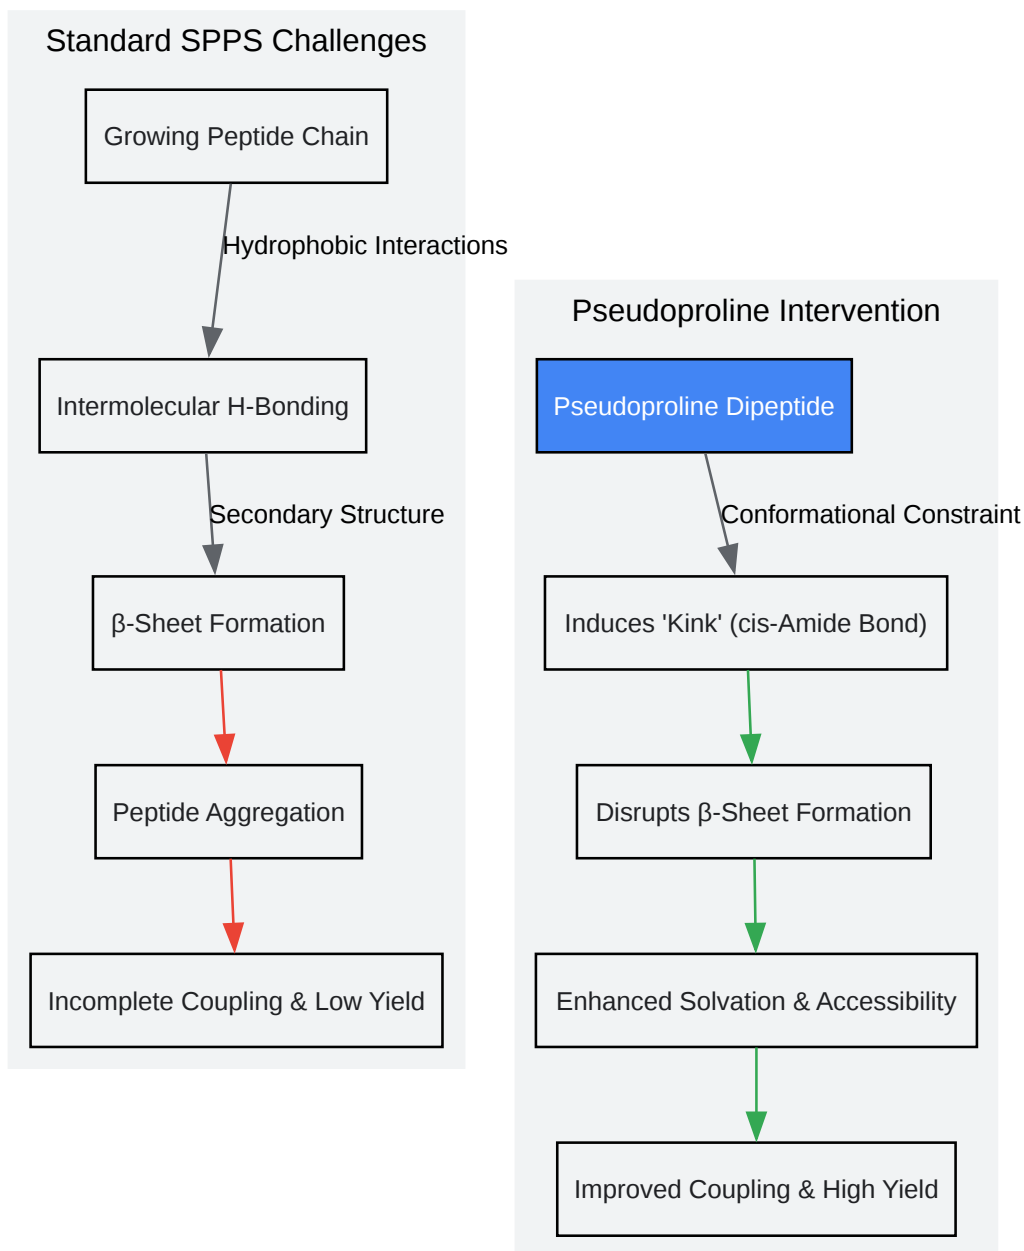 Standard SPPS Challenges
Growing Peptide Chain
Hydrophobic Interactions
Intermolecular H-Bonding
Secondary Structure
β-Sheet Formation
Peptide Aggregation
Incomplete Coupling & Low Yield
Pseudoproline Intervention
Pseudoproline Dipeptide
Conformational Constraint
Induces 'Kink' (cis-Amide Bond)
Disrupts β-Sheet Formation
Enhanced Solvation & Accessibility
Improved Coupling & High Yield